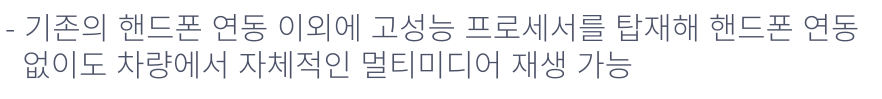 - 기존의 핸드폰 연동 이외에 고성능 프로세서를 탑재해 핸드폰 연동
없이도 차량에서 자체적인 멀티미디어 재생 가능